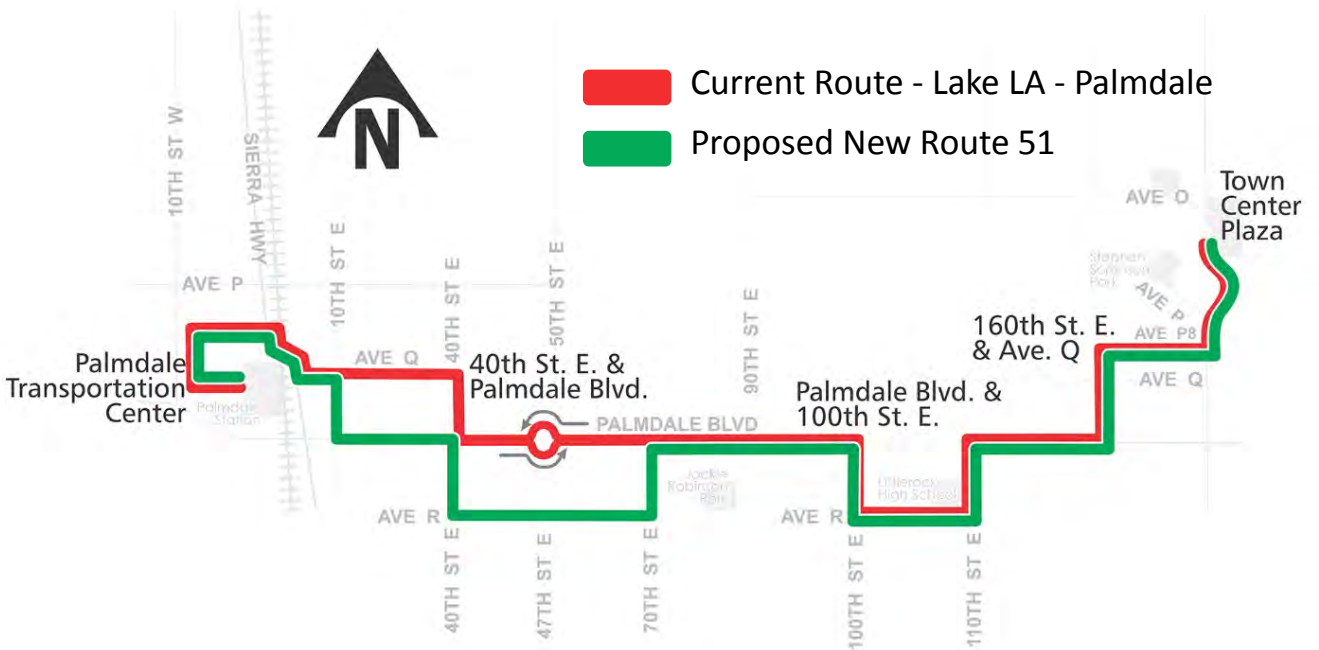 Current Route - Lake LA - Palmdale
Proposed New Route 51
N
10TH ST W
SIERRA HWY
AVE P
10TH ST E
40TH ST E
50TH ST E
90TH ST E
AVE O
Town
Center
Plaza
Stephen
Sorensen
Park
AVE P
AVE P8
AVE Q
160th St. E.
& Ave. Q
AVE Q
40th St. E. &
Palmdale Blvd.
Palmdale
Transportation
Center
Palmdale
Station
PALMDALE BLVD
Palmdale Blvd. &
100th St. E.
Jackie
Robinson
Park
Littlerock
High School
AVE R
AVE R
40TH ST E
47TH ST E
70TH ST E
100TH ST E
110TH ST E